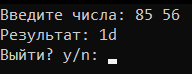 Введите числа: 85 56
Результат: 1d
Выйти? y/n: